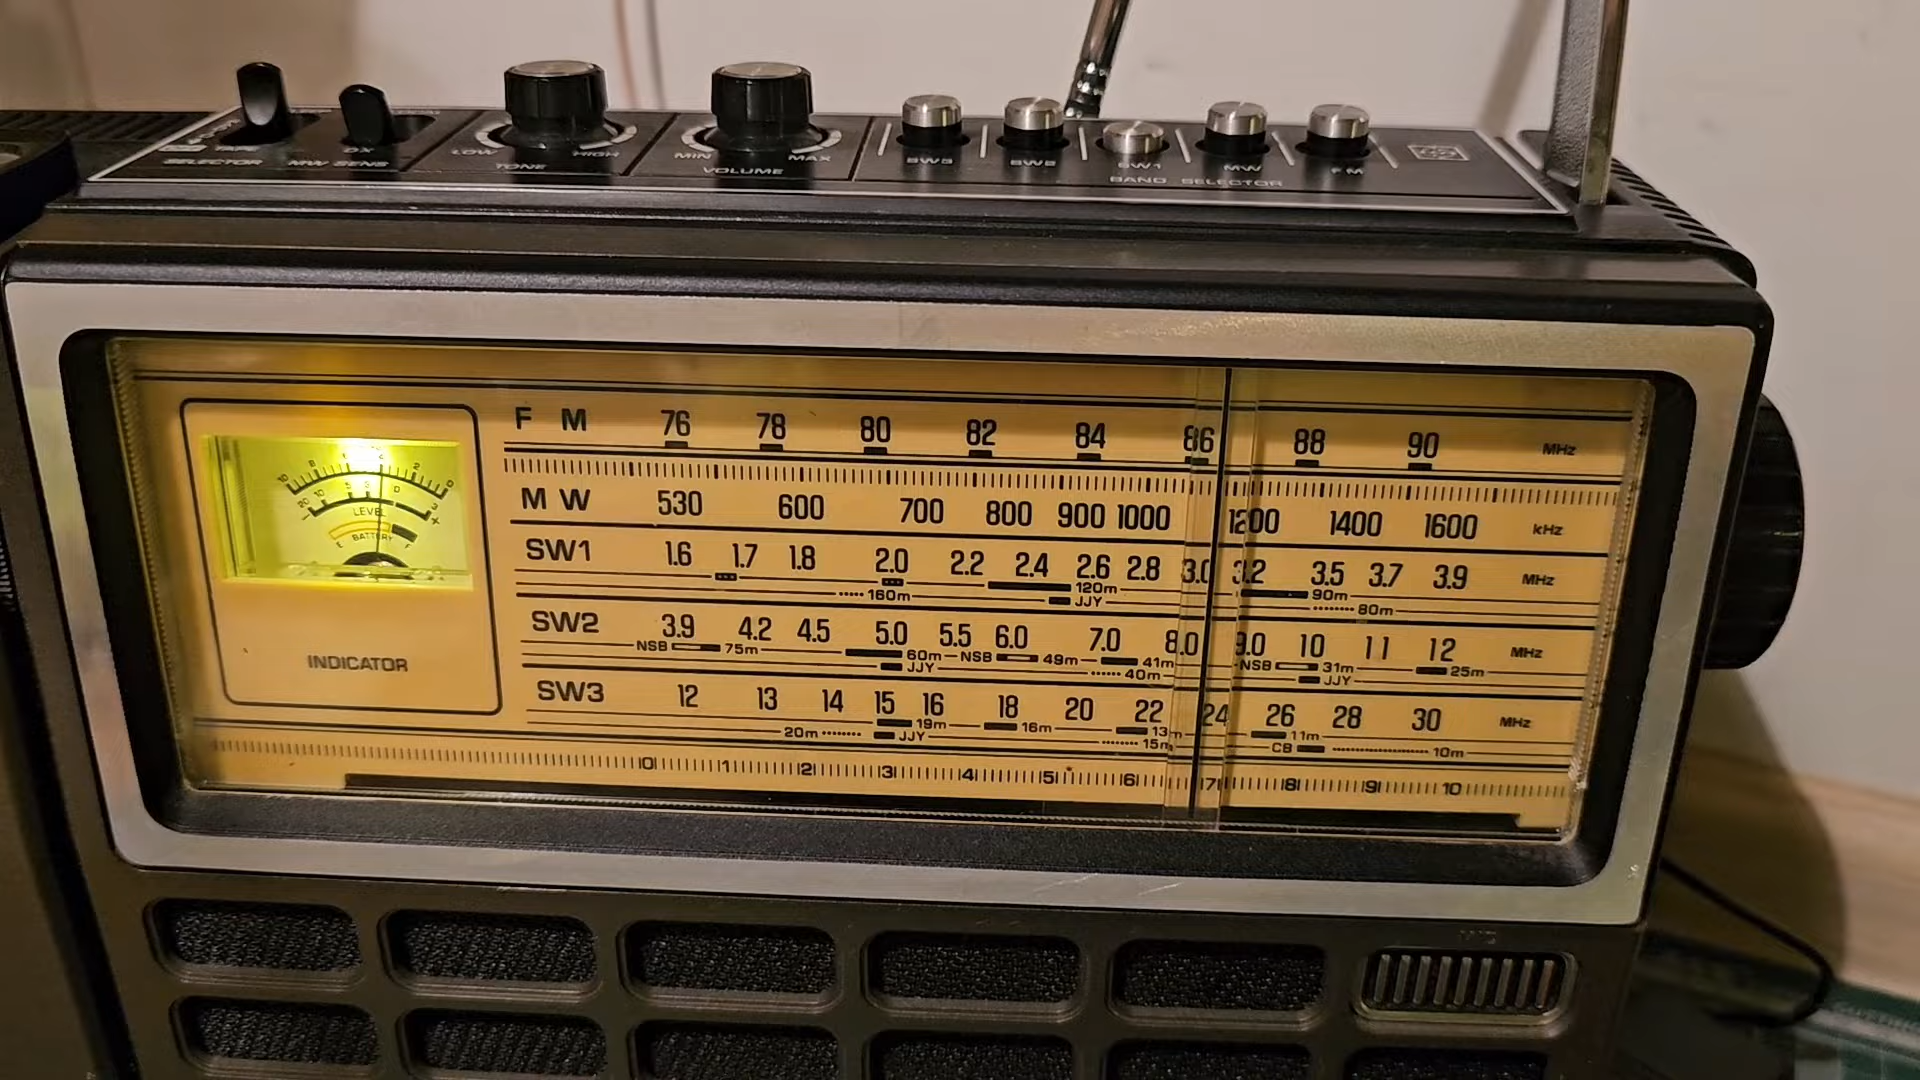 SELECTOR MW SENS
DX
LOW HIGH
TONE
MIN MAX
VOLUME
SW3 SW2 SW1 MW FM
BAND SELECTOR
FM 76 78 80 82 84 86 88 90 MHz
MW 530 600 700 800 900 1000 1200 1400 1600 kHz
SW1 1.6 1.7 1.8 2.0 2.2 2.4 2.6 2.8 3.0 3.2 3.5 3.7 3.9 MHz
160m 120m 90m
JJY 80m
SW2 3.9 4.2 4.5 5.0 5.5 6.0 7.0 8.0 9.0 10 11 12 MHz
NSB 75m 60m NSB 49m 41m NSB 31m 25m
JJY 40m JJY
SW3 12 13 14 15 16 18 20 22 24 26 28 30 MHz
19m 16m 13m 11m
20m JJY 15m CB 10m
0 1 2 3 4 5 6 7 8 9 10
LEVEL
E BATTERY F
INDICATOR